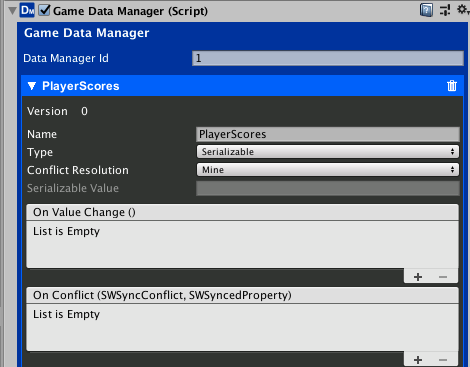 DM Game Data Manager (Script)
Game Data Manager
Data Manager Id 1
PlayerScores
Version 0
Name PlayerScores
Type Serializable
Conflict Resolution Mine
Serializable Value
On Value Change ()
List is Empty
+ −
On Conflict (SWSyncConflict, SWSyncedProperty)
List is Empty
+ −